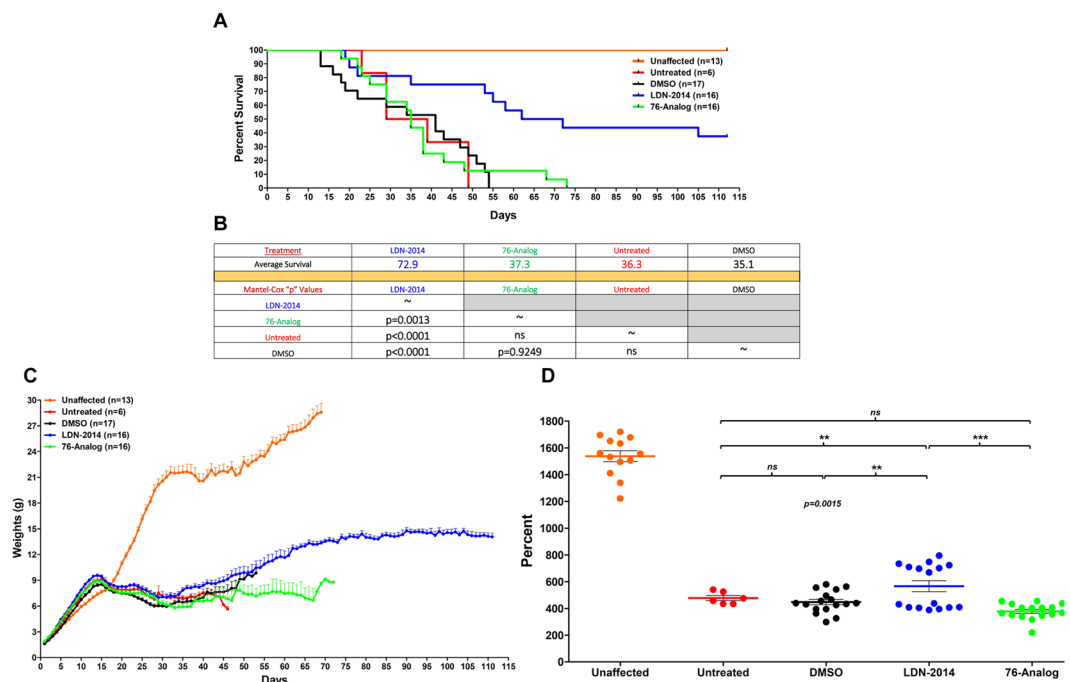 A
Percent Survival
100
90
80
70
60
50
40
30
20
10
0
0 5 10 15 20 25 30 35 40 45 50 55 60 65 70 75 80 85 90 95 100 105 110 115
Days
Unaffected (n=13)
Untreated (n=6)
DMSO (n=17)
LDN-2014 (n=16)
76-Analog (n=16)
B
Treatment LDN-2014 76-Analog Untreated DMSO
Average Survival 72.9 37.3 36.3 35.1
Mantel-Cox "p" Values LDN-2014 76-Analog Untreated DMSO
LDN-2014 ~
76-Analog p=0.0013 ~
Untreated p<0.0001 ns ~
DMSO p<0.0001 p=0.9249 ns ~
C
Unaffected (n=13)
Untreated (n=6)
DMSO (n=17)
LDN-2014 (n=16)
76-Analog (n=16)
Weights (g)
30
27
24
21
18
15
12
9
6
3
0
0 5 10 15 20 25 30 35 40 45 50 55 60 65 70 75 80 85 90 95 100 105 110 115
Days
D
Percent
1800
1600
1400
1200
1000
800
600
400
200
0
ns
** ***
ns **
p=0.0015
Unaffected Untreated DMSO LDN-2014 76-Analog